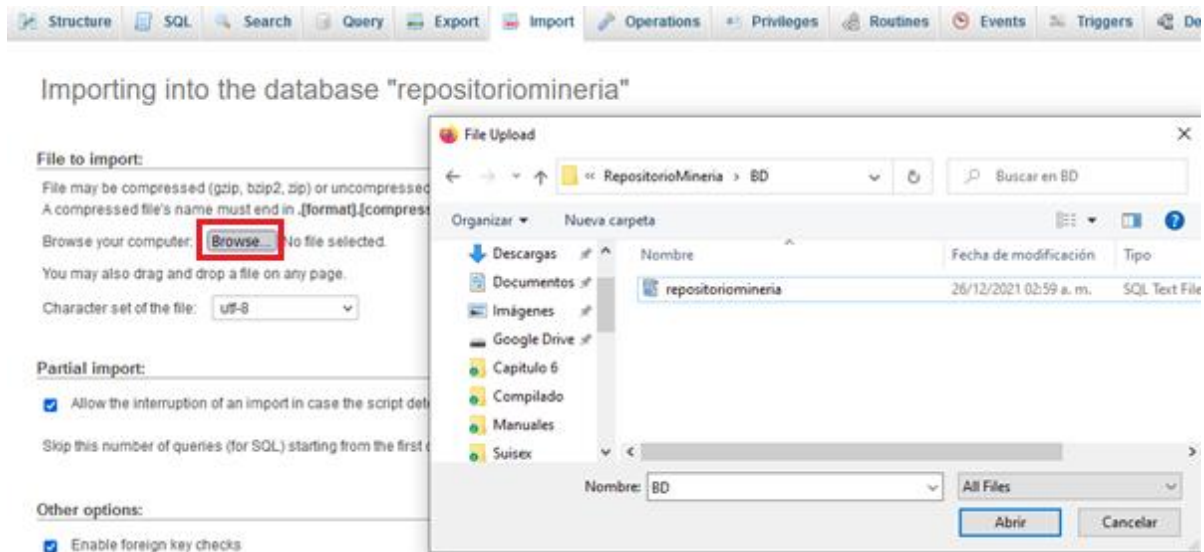 Structure SQL Search Query Export Import Operations Privileges Routines Events Triggers De
Importing into the database "repositoriomineria"
File to import:
File may be compressed (gzip, bzip2, zip) or uncompressed
A compressed file's name must end in .[format].[compress
Browse your computer: Browse... No file selected.
You may also drag and drop a file on any page.
Character set of the file: utf-8
Partial import:
Allow the interruption of an import in case the script dete
Skip this number of queries (for SQL) starting from the first o
Other options:
Enable foreign key checks
File Upload
« RepositorioMineria > BD
Buscar en BD
Organizar Nueva carpeta
Descargas
Documentos
Imágenes
Google Drive
Capitulo 6
Compilado
Manuales
Suisex
Nombre Fecha de modificación Tipo
repositoriomineria 26/12/2021 02:59 a. m. SQL Text File
Nombre: BD All Files
Abrir Cancelar